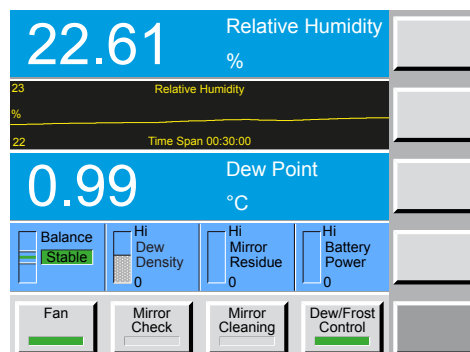 22.61
Relative Humidity
%
23
Relative Humidity
%
22
Time Span 00:30:00
0.99
Dew Point
°C
Balance
Stable
Hi
Dew
Density
0
Hi
Mirror
Residue
0
Hi
Battery
Power
0
Fan
Mirror
Check
Mirror
Cleaning
Dew/Frost
Control